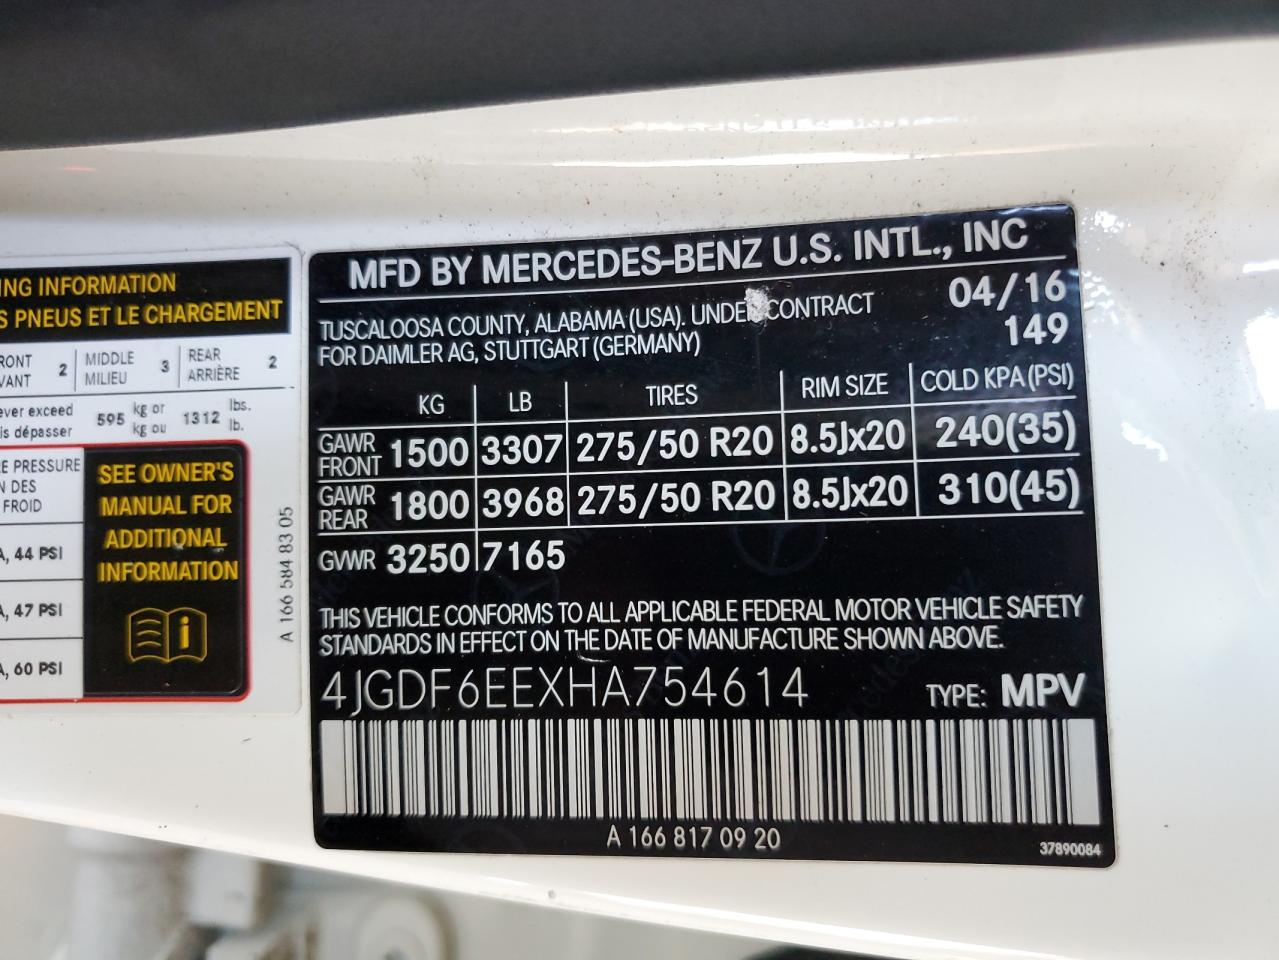 ING INFORMATION
S PNEUS ET LE CHARGEMENT
RONT
VANT
2
MIDDLE
MILIEU
3
REAR
ARRIÈRE
2
ever exceed
is dépasser
595
kg or
kg ou
1312
lbs.
lb.
E PRESSURE
N DES
FROID
A, 44 PSI
A, 47 PSI
A, 60 PSI
SEE OWNER'S
MANUAL FOR
ADDITIONAL
INFORMATION
A 166 584 83 05
MFD BY MERCEDES-BENZ U.S. INTL., INC
TUSCALOOSA COUNTY, ALABAMA (USA). UNDER CONTRACT
FOR DAIMLER AG, STUTTGART (GERMANY)
04/16
149
KG LB TIRES RIM SIZE COLD KPA (PSI)
GAWR FRONT 1500 3307 275/50 R20 8.5Jx20 240(35)
GAWR REAR 1800 3968 275/50 R20 8.5Jx20 310(45)
GVWR 3250 7165
THIS VEHICLE CONFORMS TO ALL APPLICABLE FEDERAL MOTOR VEHICLE SAFETY
STANDARDS IN EFFECT ON THE DATE OF MANUFACTURE SHOWN ABOVE.
4JGDF6EEXHA754614 TYPE: MPV
A 166 817 09 20
37890084